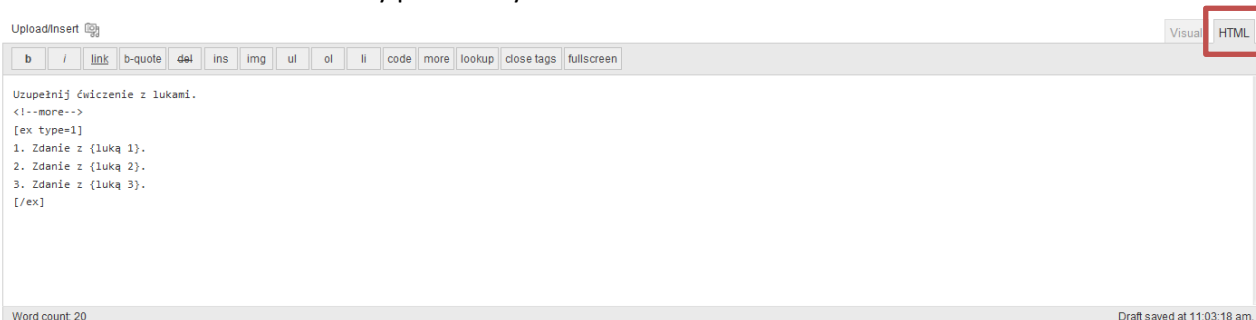 Upload/Insert
Visual HTML
b i link b-quote del ins img ul ol li code more lookup close tags fullscreen
Uzupełnij ćwiczenie z lukami.
<!--more-->
[ex type=1]
1. Zdanie z {luką 1}.
2. Zdanie z {luką 2}.
3. Zdanie z {luką 3}.
[/ex]
Word count: 20
Draft saved at 11:03:18 am.